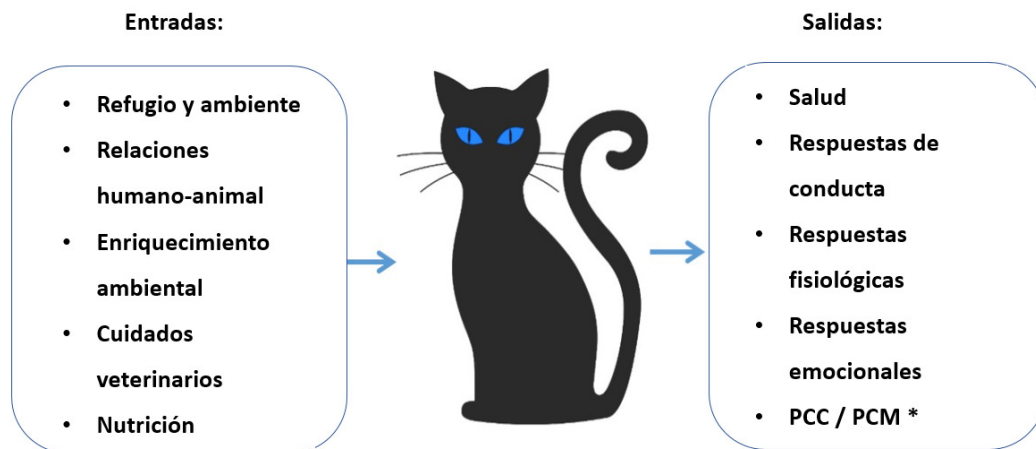 Entradas:
• Refugio y ambiente
• Relaciones
humano-animal
• Enriquecimiento
ambiental
• Cuidados
veterinarios
• Nutrición
Salidas:
• Salud
• Respuestas de
conducta
• Respuestas
fisiológicas
• Respuestas
emocionales
• PCC / PCM *